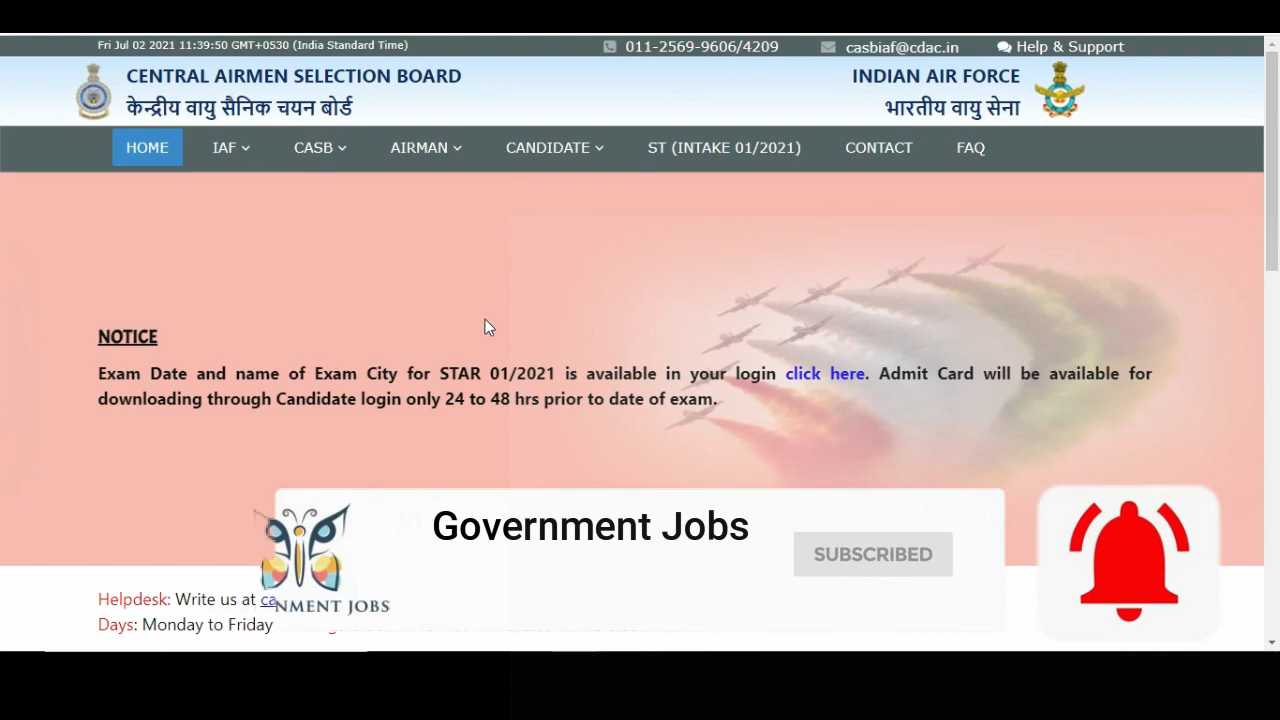 Fri Jul 02 2021 11:39:50 GMT+0530 (India Standard Time)
011-2569-9606/4209
casbiaf@cdac.in
Help & Support
CENTRAL AIRMEN SELECTION BOARD
केन्द्रीय वायु सैनिक चयन बोर्ड
INDIAN AIR FORCE
भारतीय वायु सेना
HOME IAF CASB AIRMAN CANDIDATE ST (INTAKE 01/2021) CONTACT FAQ
NOTICE
Exam Date and name of Exam City for STAR 01/2021 is available in your login click here. Admit Card will be available for
downloading through Candidate login only 24 to 48 hrs prior to date of exam.
Government Jobs
SUBSCRIBED
NMENT JOBS
Helpdesk: Write us at ca
Days: Monday to Friday